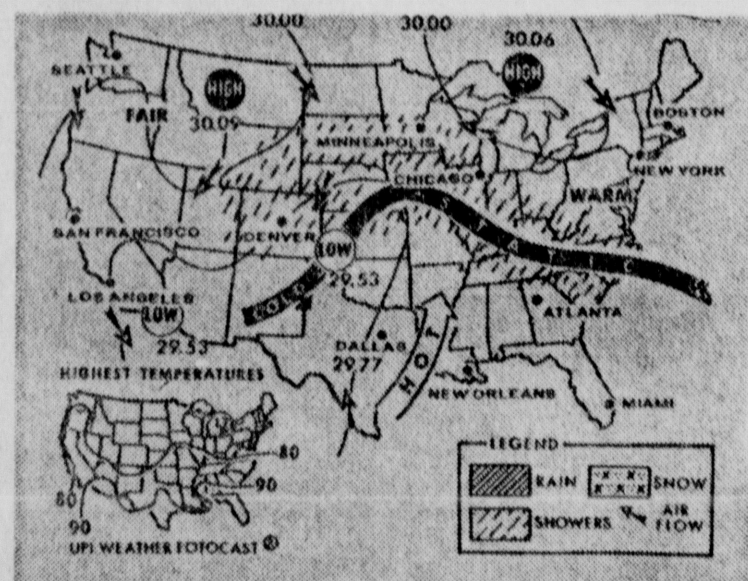 30.00
30.00
30.06
SEATTLE
HIGH
HIGH
FAIR
30.09
BOSTON
MINNEAPOLIS
NEW YORK
CHICAGO
WARM
SAN FRANCISCO
DENVER
LOW
STATIC
29.53
COLD
LOS ANGELES
LOW
ATLANTA
29.53
DALLAS
29.77
HOT
HIGHEST TEMPERATURES
NEW ORLEANS
MIAMI
LEGEND
RAIN
SNOW
SHOWERS
AIR FLOW
80
90
80
90
UPI WEATHER FOTOCAST ®